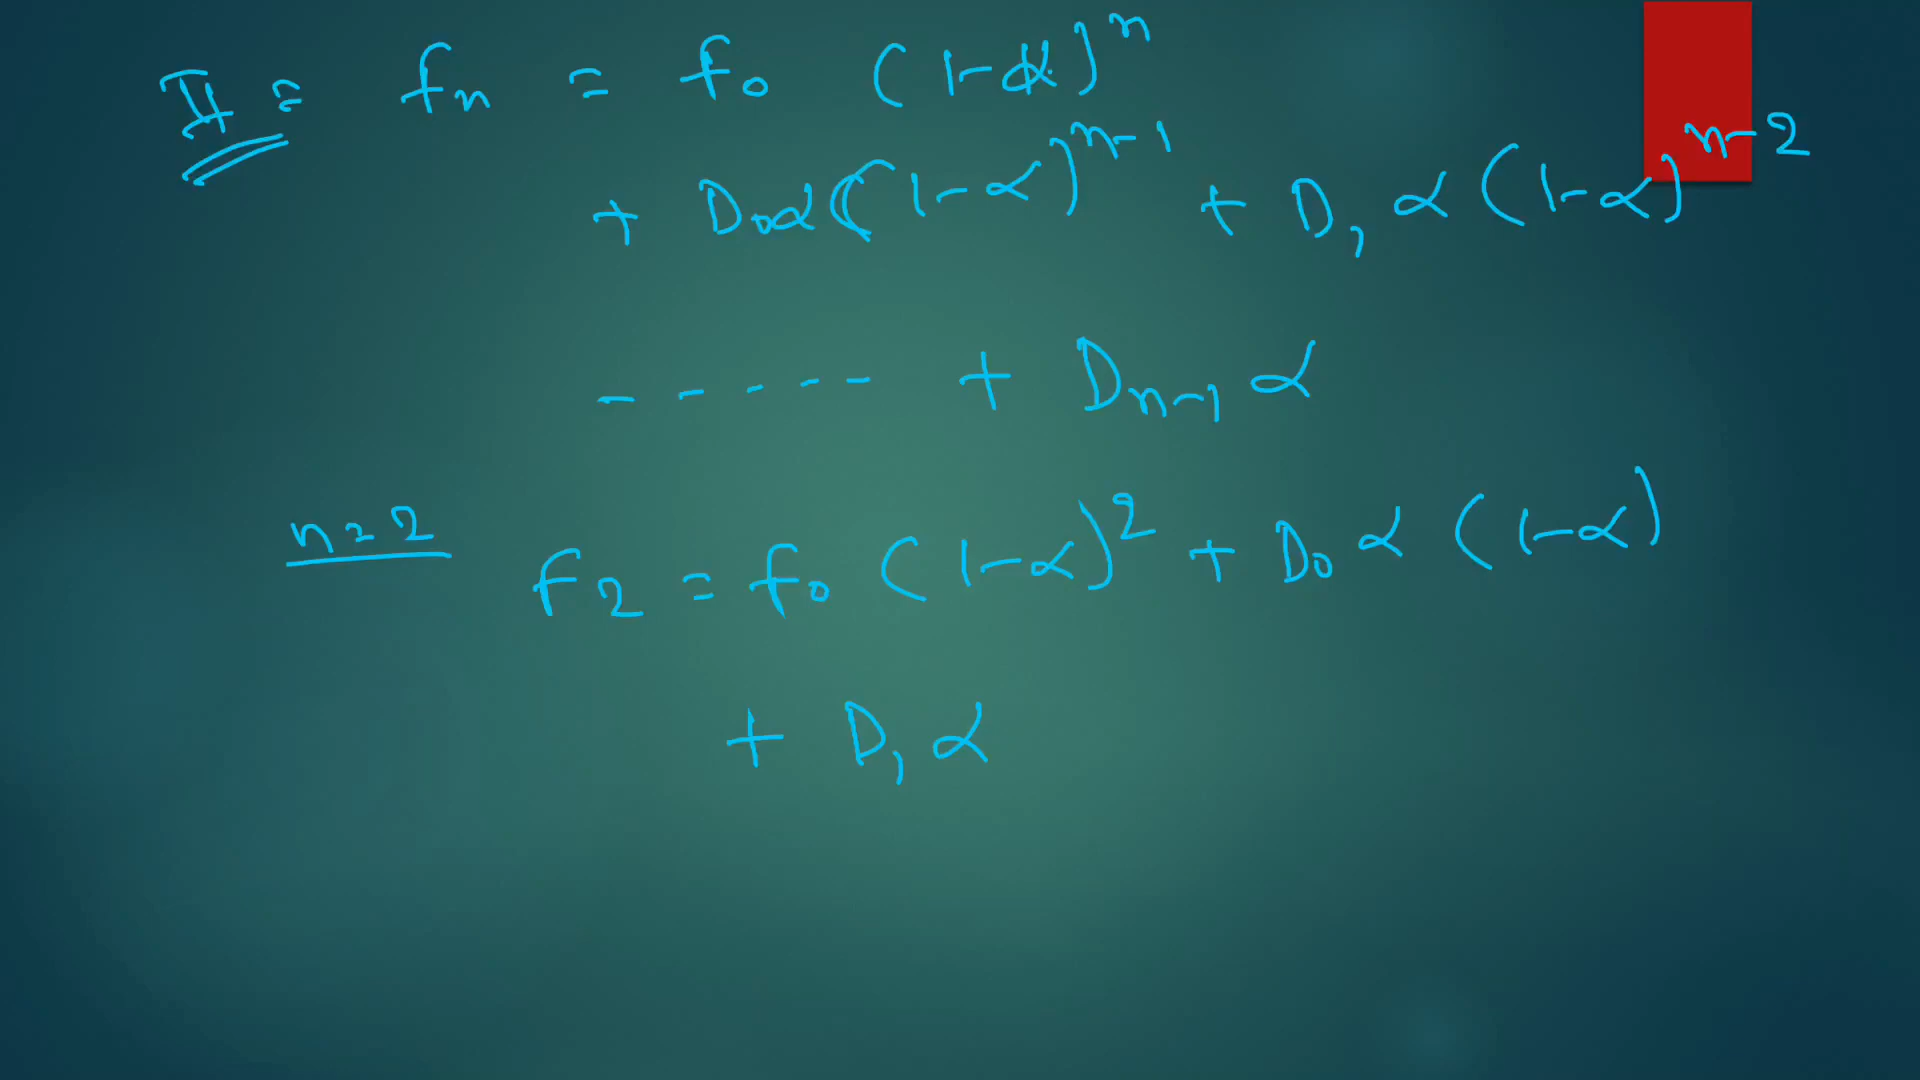 II = fn = f0 (1-α)^n
+ D0α(1-α)^n-1 + D1α(1-α)^n-2
- - - - - + Dn-1 α
n=2
F2 = f0 (1-α)^2 + D0 α (1-α)
+ D1 α